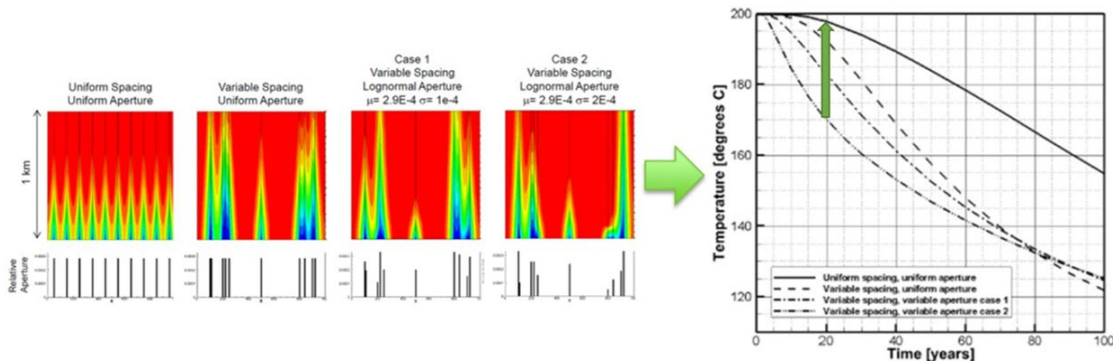 Uniform Spacing
Uniform Aperture
Variable Spacing
Uniform Aperture
Case 1
Variable Spacing
Lognormal Aperture
μ= 2.9E-4 σ= 1e-4
Case 2
Variable Spacing
Lognormal Aperture
μ= 2.9E-4 σ= 2E-4
1 km
Relative
Aperture
Temperature [degrees C]
200
180
160
140
120
Uniform spacing, uniform aperture
Variable spacing, uniform aperture
Variable spacing, variable aperture case 1
Variable spacing, variable aperture case 2
0
20
40
60
80
100
Time [years]